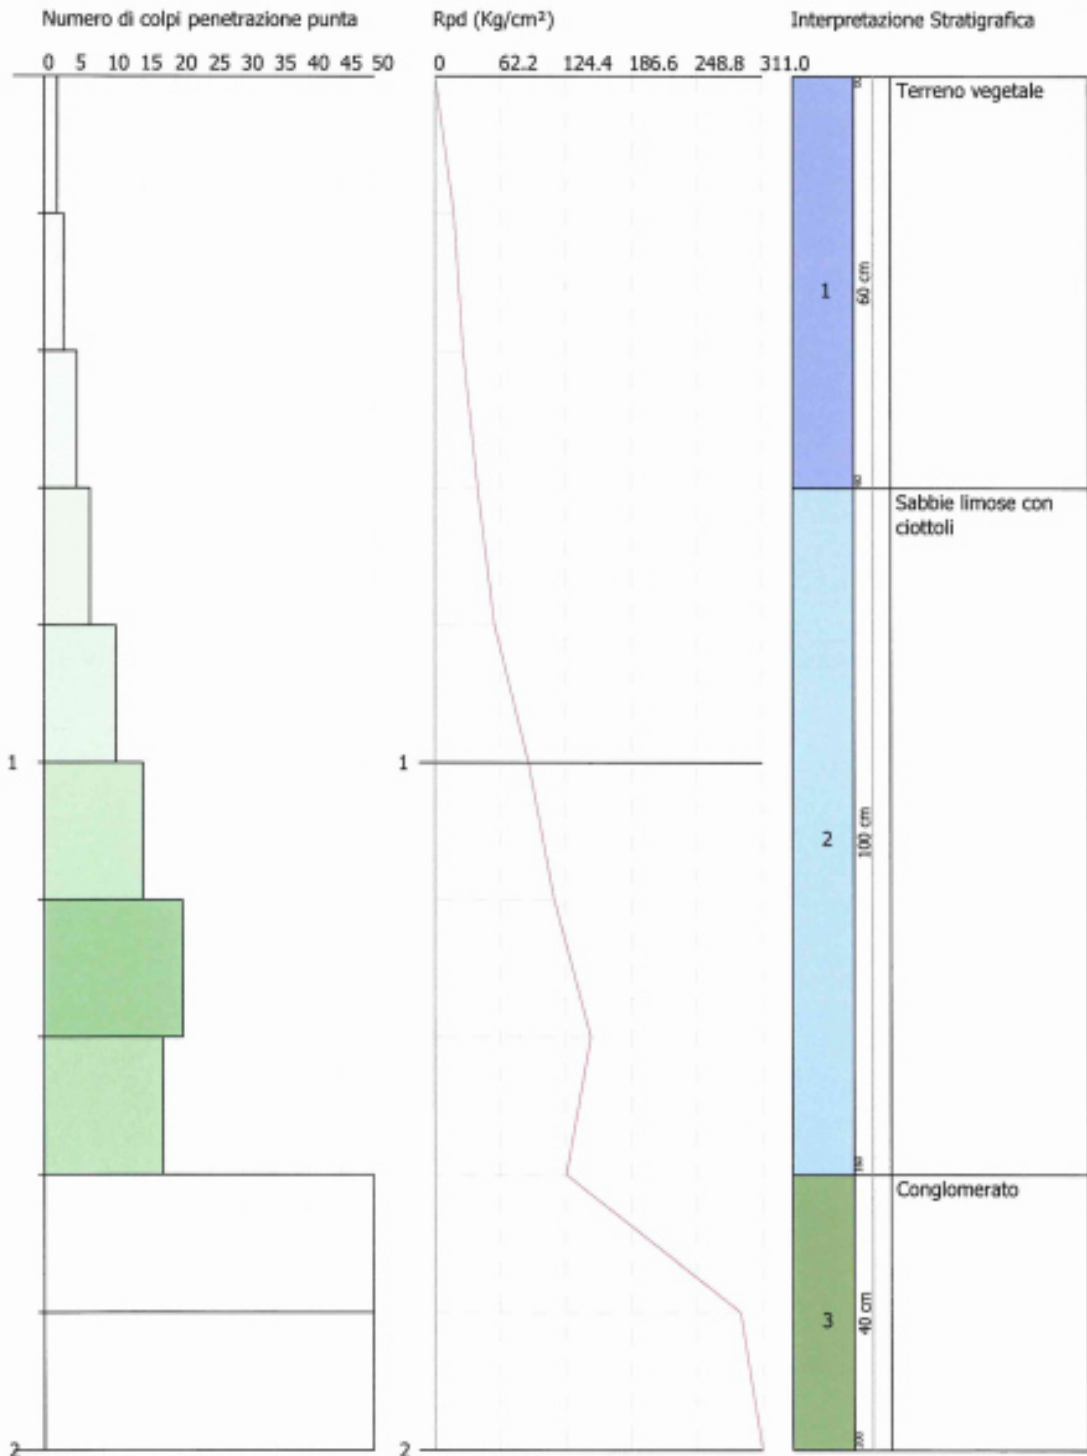 Numero di colpi penetrazione punta
Rpd (Kg/cm²)
Interpretazione Stratigrafica
0 5 10 15 20 25 30 35 40 45 50
0 62.2 124.4 186.6 248.8 311.0
Terreno vegetale
1
60 cm
Sabbie limose con
ciottoli
1
1
2
100 cm
Conglomerato
3
40 cm
2
2